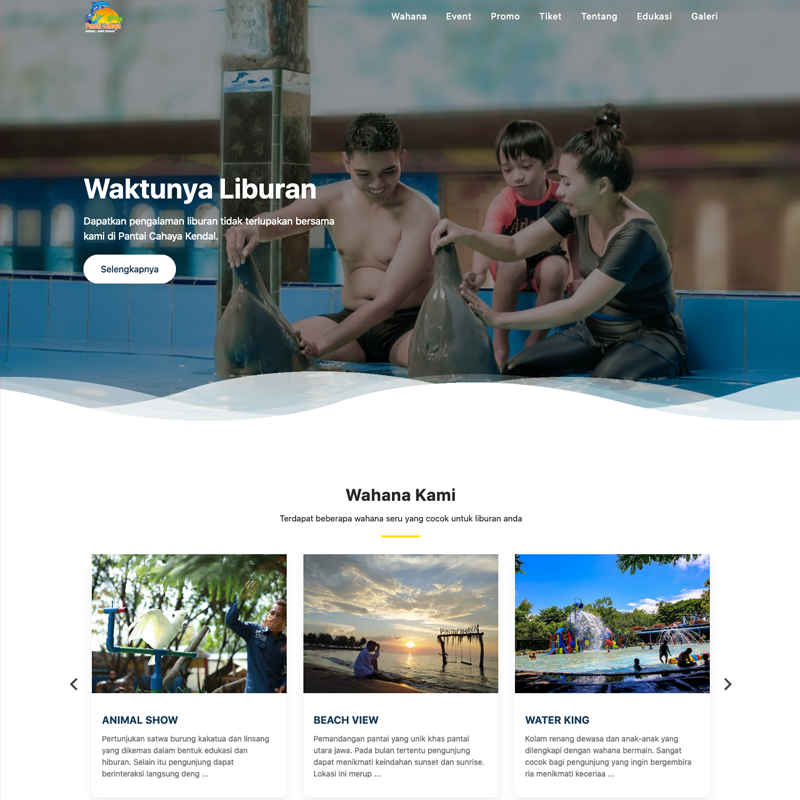 Wahana Event Promo Tiket Tentang Edukasi Galeri
Waktunya Liburan
Dapatkan pengalaman liburan tidak terlupakan bersama
kami di Pantai Cahaya Kendal.
Selengkapnya
Wahana Kami
Terdapat beberapa wahana seru yang cocok untuk liburan anda
ANIMAL SHOW
Pertunjukan satwa burung kakatua dan linsang
yang dikemas dalam bentuk edukasi dan
hiburan. Selain itu pengunjung dapat
berinteraksi langsung deng ...
PANTAI CAHAYA
BEACH VIEW
Pemandangan pantai yang unik khas pantai
utara jawa. Pada bulan tertentu pengunjung
dapat menikmati keindahan sunset dan sunrise.
Lokasi ini merup ...
WATER KING
Kolam renang dewasa dan anak-anak yang
dilengkapi dengan wahana bermain. Sangat
cocok bagi pengunjung yang ingin bergembira
ria menikmati keceriaa ...